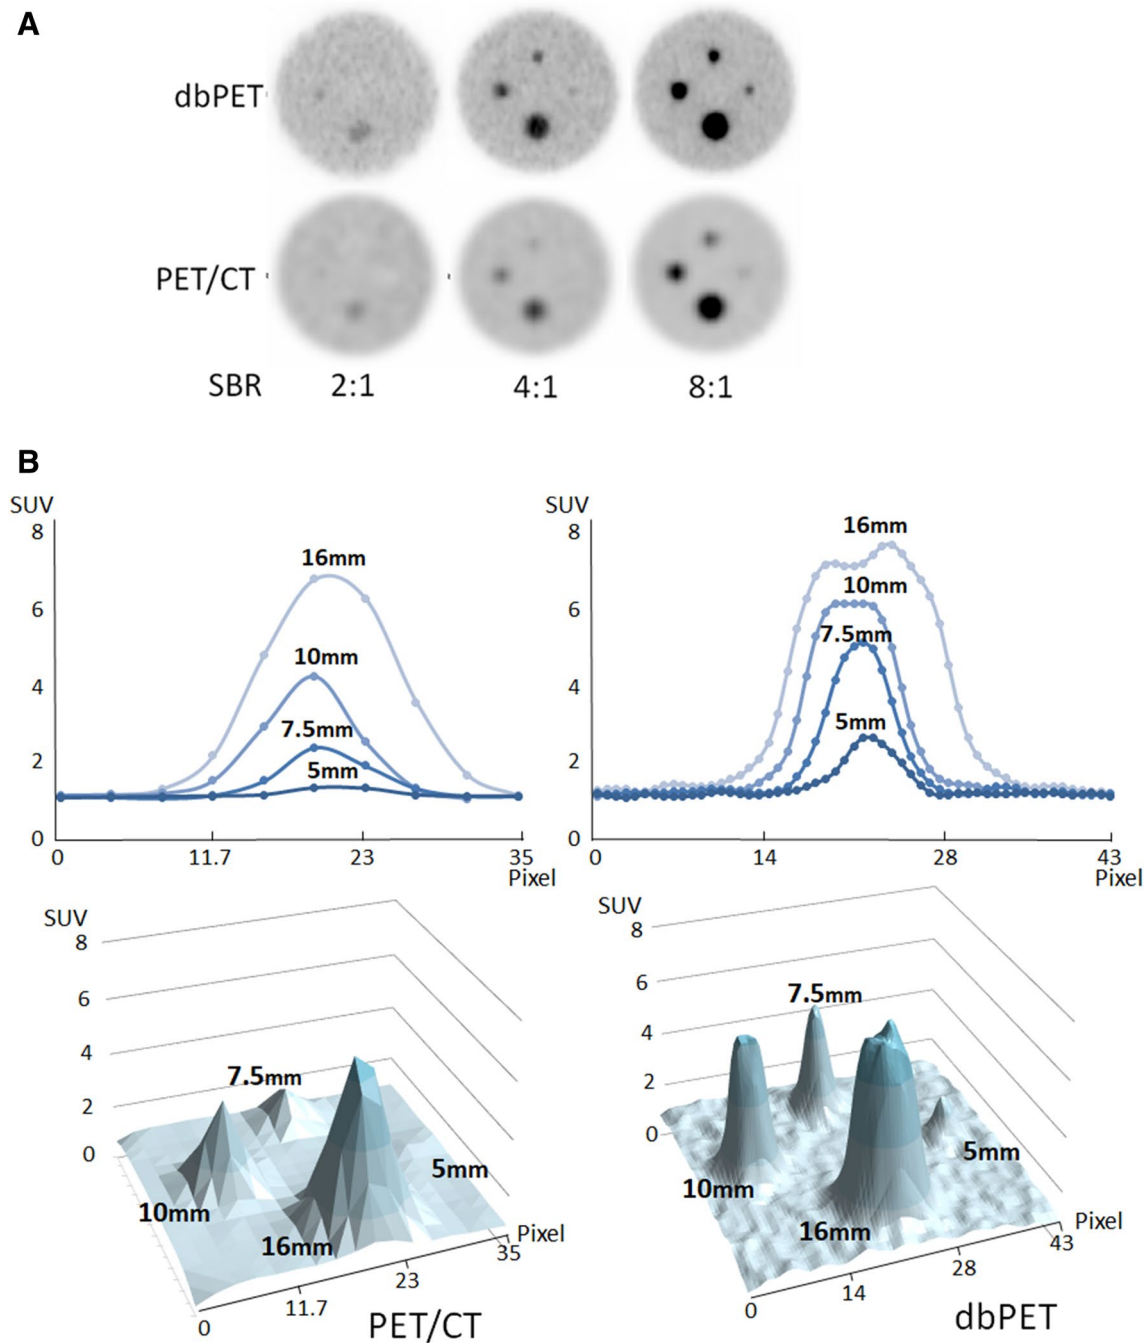 A
dbPET
PET/CT
SBR 2:1 4:1 8:1
B
SUV
8
6
4
2
0
16mm
10mm
7.5mm
5mm
0 11.7 23 35
Pixel
SUV
8
6
4
2
0
16mm
10mm
7.5mm
5mm
0 14 28 43
Pixel
SUV
8
6
4
2
0
7.5mm
5mm
10mm
16mm
Pixel
35
23
11.7
0
PET/CT
SUV
8
6
4
2
0
7.5mm
5mm
10mm
16mm
Pixel
43
28
14
0
dbPET